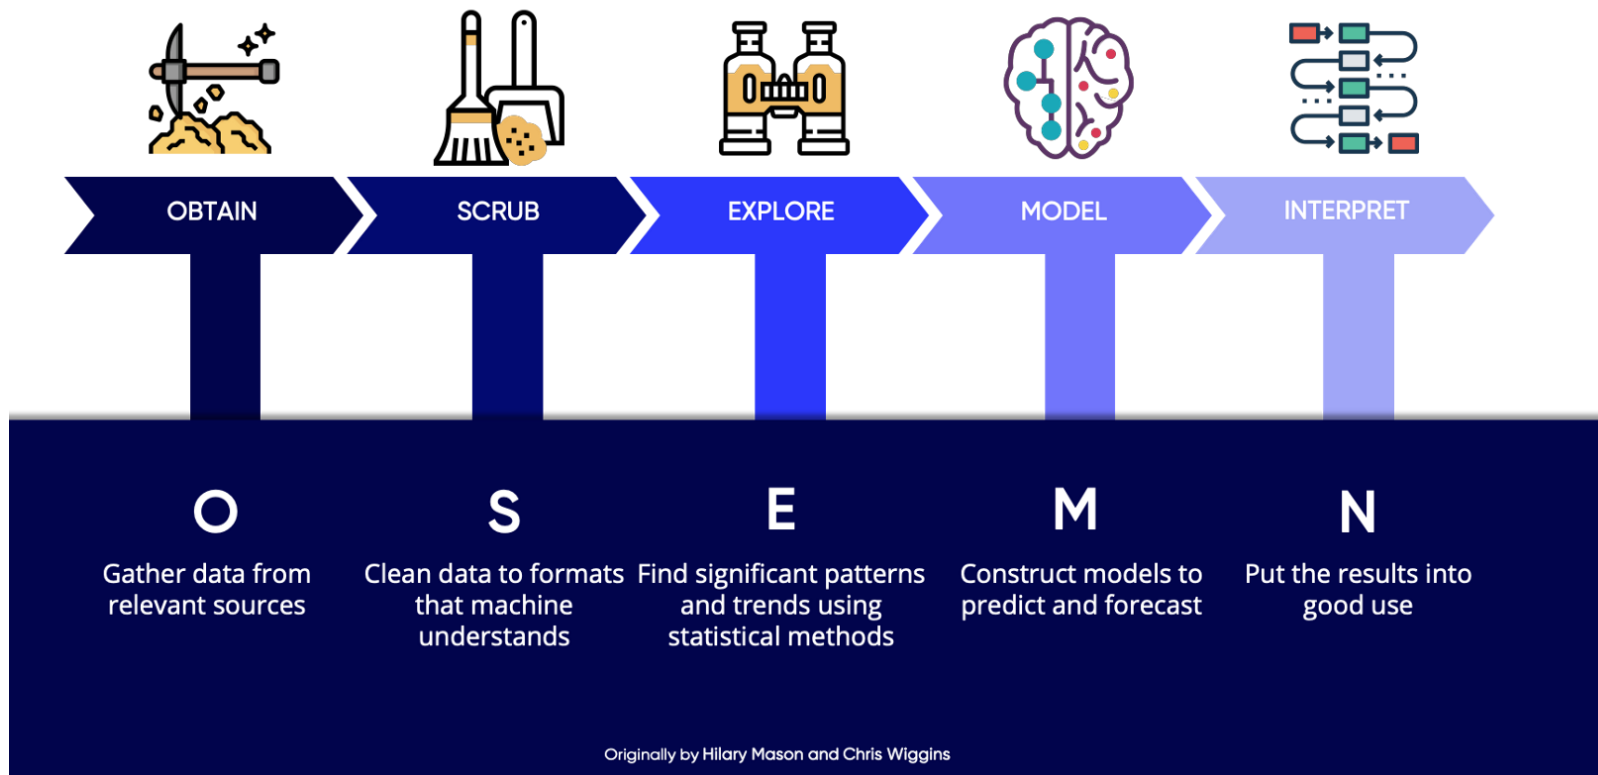 OBTAIN
SCRUB
EXPLORE
MODEL
INTERPRET
O
Gather data from
relevant sources
S
Clean data to formats
that machine
understands
E
Find significant patterns
and trends using
statistical methods
M
Construct models to
predict and forecast
N
Put the results into
good use
Originally by Hilary Mason and Chris Wiggins